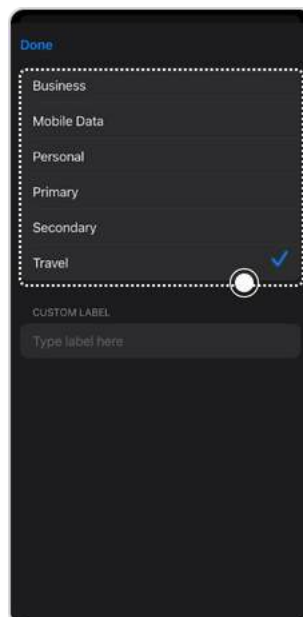 Done
Business
Mobile Data
Personal
Primary
Secondary
Travel
CUSTOM LABEL
Type label here